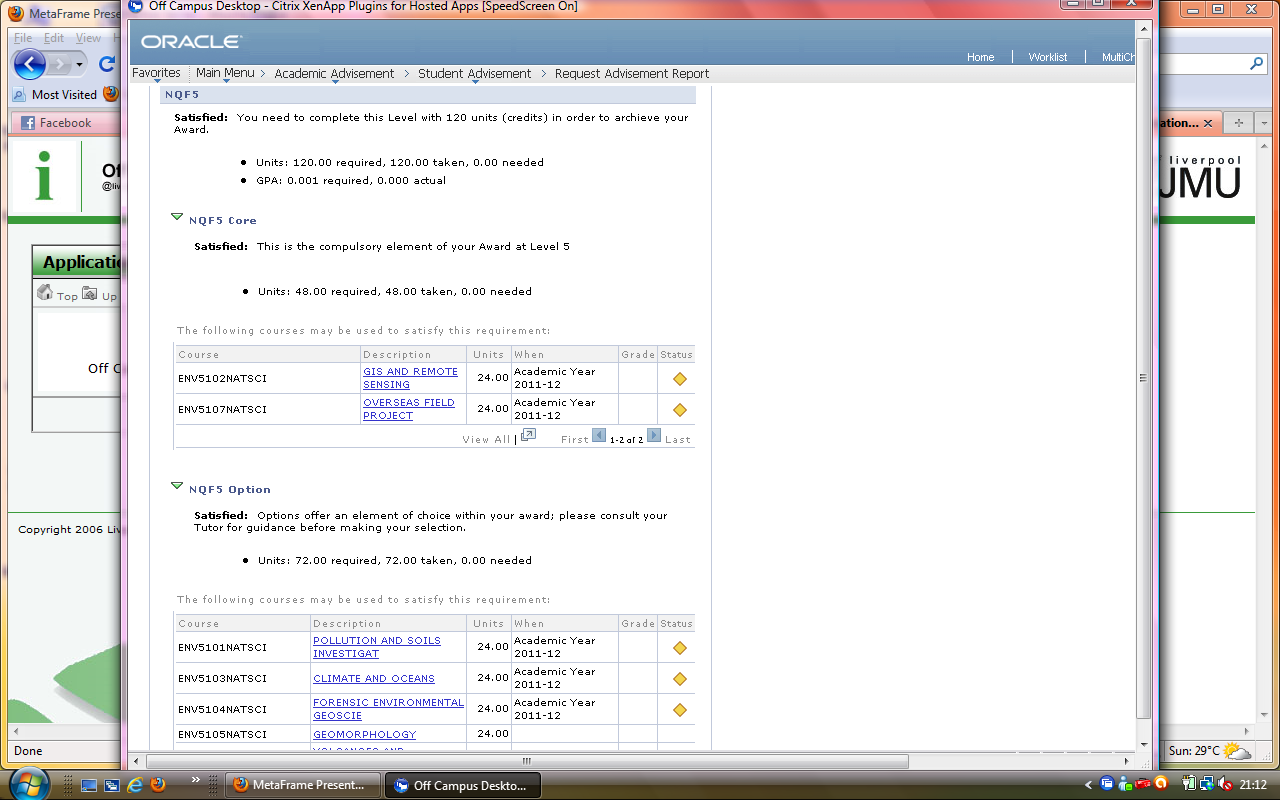 MetaFrame Pres
Off Campus Desktop - Citrix XenApp Plugins for Hosted Apps [SpeedScreen On]
File Edit View
Most Visited
Facebook
ation...
ORACLE
Home
Worklist
MultiCh
Favorites Main Menu > Academic Advisement > Student Advisement > Request Advisement Report
i
Of
@liv
liverpool
JMU
NQF5
Satisfied: You need to complete this Level with 120 units (credits) in order to archieve your
Award.
Units: 120.00 required, 120.00 taken, 0.00 needed
GPA: 0.001 required, 0.000 actual
NQF5 Core
Satisfied: This is the compulsory element of your Award at Level 5
Applicatio
Top Up
Off C
Units: 48.00 required, 48.00 taken, 0.00 needed
The following courses may be used to satisfy this requirement:
Course Description Units When Grade Status
ENV5102NATSCI GIS AND REMOTE SENSING 24.00 Academic Year 2011-12
ENV5107NATSCI OVERSEAS FIELD PROJECT 24.00 Academic Year 2011-12
View All | First 1-2 of 2 Last
NQF5 Option
Satisfied: Options offer an element of choice within your award; please consult your
Tutor for guidance before making your selection.
Copyright 2006 Liv
Units: 72.00 required, 72.00 taken, 0.00 needed
The following courses may be used to satisfy this requirement:
Course Description Units When Grade Status
ENV5101NATSCI POLLUTION AND SOILS INVESTIGAT 24.00 Academic Year 2011-12
ENV5103NATSCI CLIMATE AND OCEANS 24.00 Academic Year 2011-12
ENV5104NATSCI FORENSIC ENVIRONMENTAL GEOSCIE 24.00 Academic Year 2011-12
ENV5105NATSCI GEOMORPHOLOGY 24.00
VOLCANOES AND
Done
Sun: 29°C
MetaFrame Present...
Off Campus Deskto...
21:12